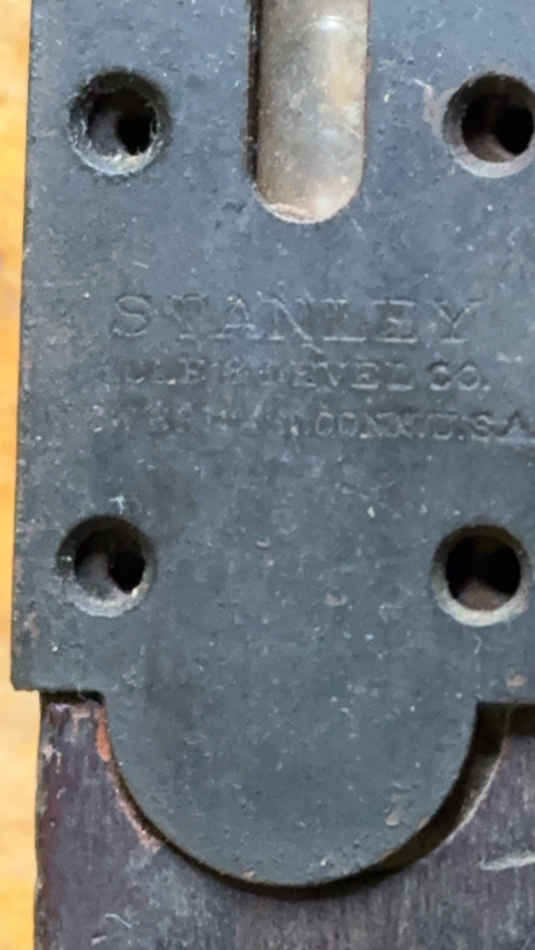 STANLEY
RULE & LEVEL CO.
NEW BRITAIN, CONN. U.S.A.